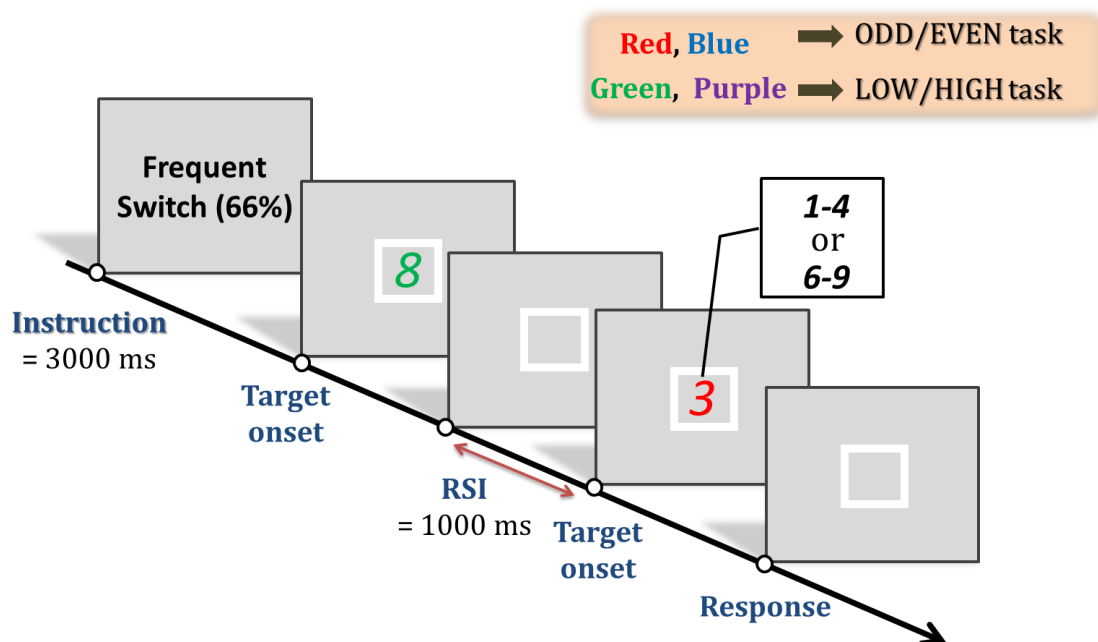 Red, Blue ODD/EVEN task
Green, Purple LOW/HIGH task
Frequent
Switch (66%)
8
1-4
or
6-9
3
Instruction
= 3000 ms
Target
onset
RSI
= 1000 ms
Target
onset
Response